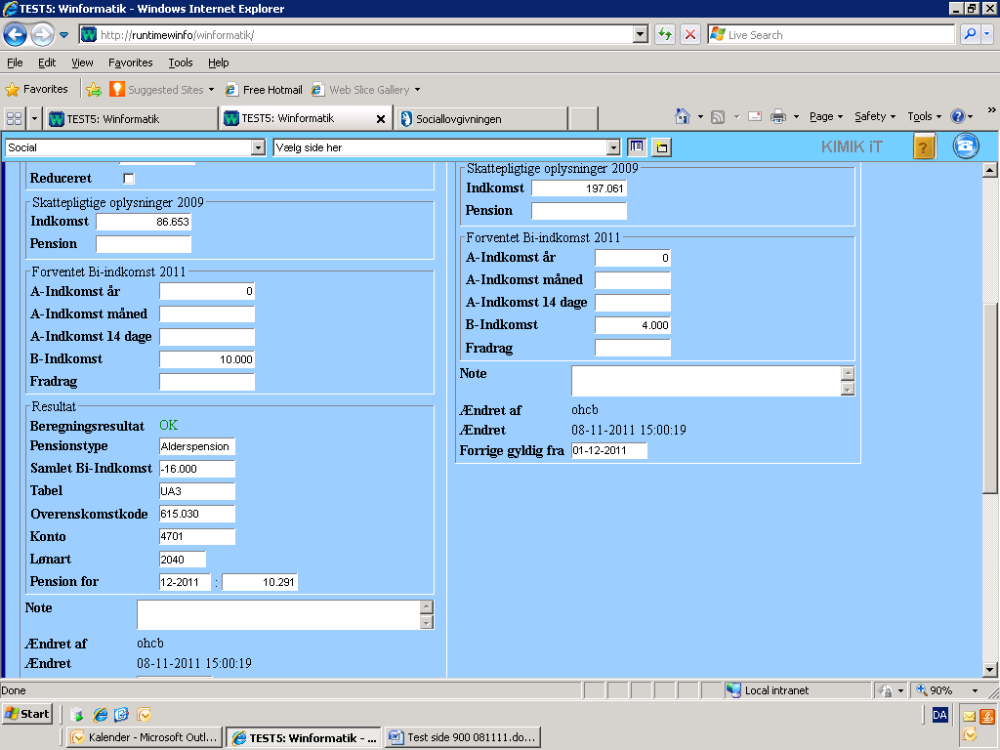 TEST5: Winformatik - Windows Internet Explorer
http://runtimewinfo/winformatik/
Live Search
File Edit View Favorites Tools Help
Favorites Suggested Sites Free Hotmail Web Slice Gallery
TEST5: Winformatik TEST5: Winformatik Sociallovgivningen Page Safety Tools »
Social Vælg side her KIMIK iT
Reduceret
Skattepligtige oplysninger 2009
Indkomst 86.653
Pension
Forventet Bi-indkomst 2011
A-Indkomst år 0
A-Indkomst måned
A-Indkomst 14 dage
B-Indkomst 10.000
Fradrag
Resultat
Beregningsresultat OK
Pensionstype Alderspension
Samlet Bi-Indkomst -16.000
Tabel UA3
Overenskomstkode 615.030
Konto 4701
Lønart 2040
Pension for 12-2011 : 10.291
Note
Ændret af ohcb
Ændret 08-11-2011 15:00:19
Skattepligtige oplysninger 2009
Indkomst 197.061
Pension
Forventet Bi-indkomst 2011
A-Indkomst år 0
A-Indkomst måned
A-Indkomst 14 dage
B-Indkomst 4.000
Fradrag
Note
Ændret af ohcb
Ændret 08-11-2011 15:00:19
Forrige gyldig fra 01-12-2011
Done Local intranet 90%
Start DA
Kalender - Microsoft Outl... TEST5: Winformatik - ... Test side 900 081111.do...